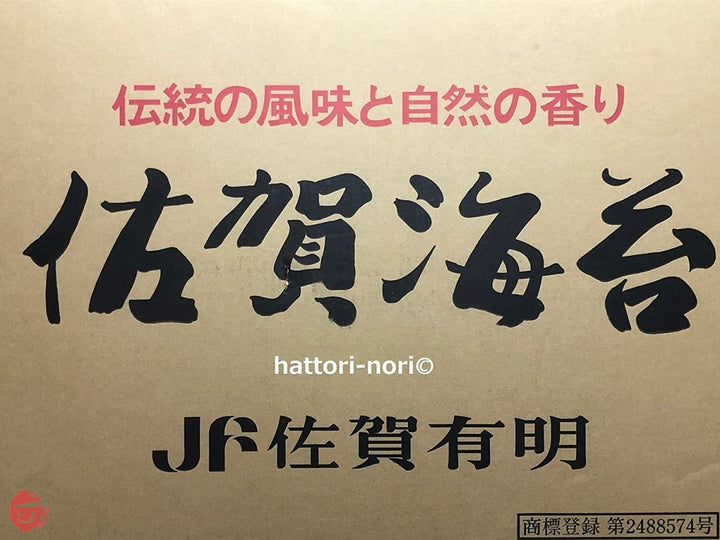 伝統の風味と自然の香り
佐賀海苔
hattori-nori©
JF佐賀有明
商標登録 第2488574号